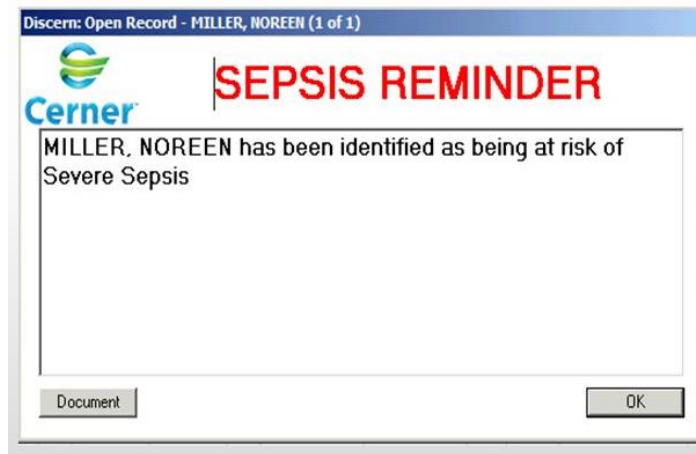 Discern: Open Record - MILLER, NOREEN (1 of 1)
Cerner
SEPSIS REMINDER
MILLER, NOREEN has been identified as being at risk of
Severe Sepsis
Document
OK